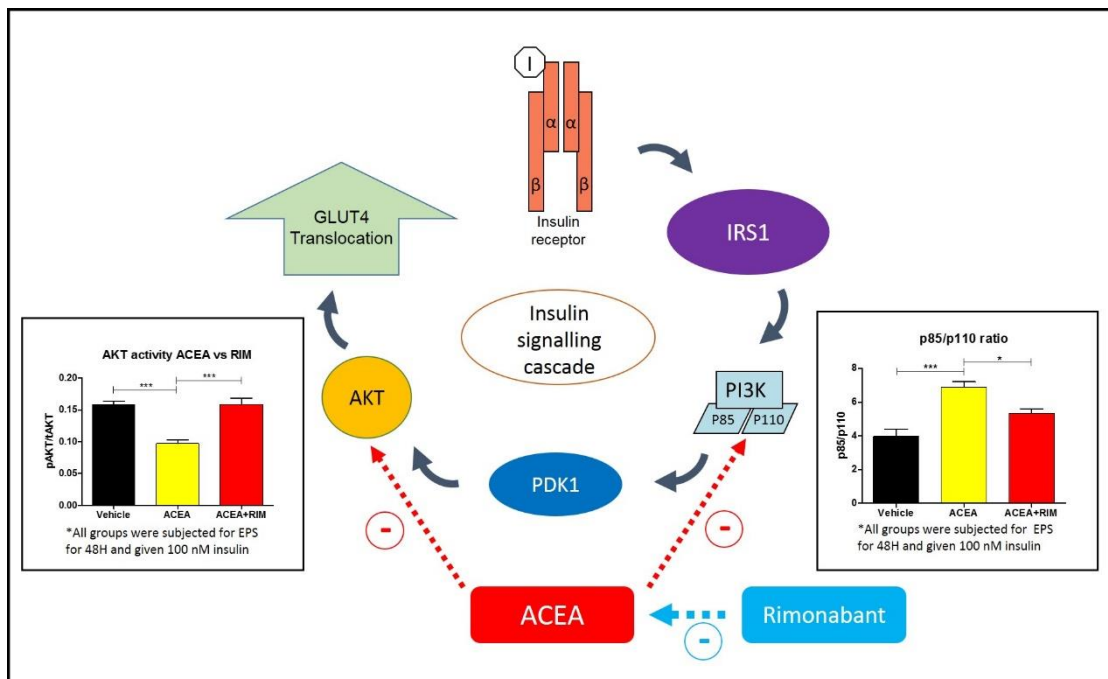 I
α α
β β
Insulin
receptor
IRS1
GLUT4
Translocation
Insulin
signalling
cascade
AKT activity ACEA vs RIM
***
***
0.20
0.15
0.10
0.05
0.00
pAKT/tAKT
Vehicle ACEA ACEA+RIM
*All groups were subjected for EPS
for 48H and given 100 nM insulin
AKT
PI3K
P85 P110
PDK1
p85/p110 ratio
***
*
8
6
4
2
0
p85/p110
Vehicle ACEA ACEA+RIM
*All groups were subjected for EPS
for 48H and given 100 nM insulin
-
-
ACEA
Rimonabant
-